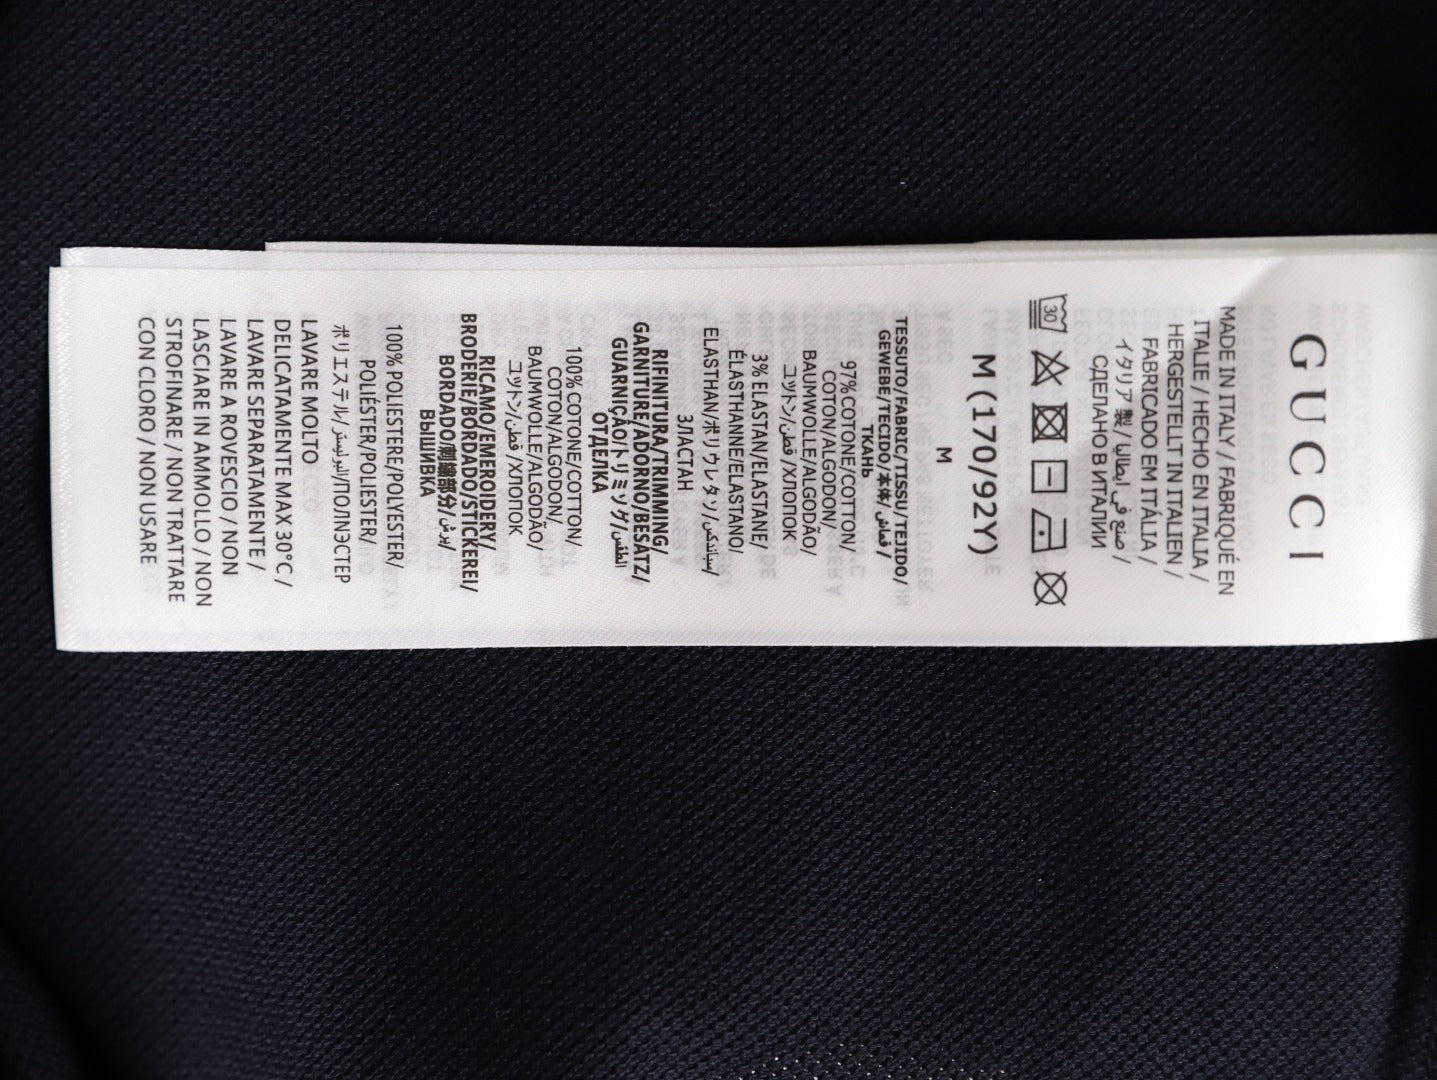 GUCCI
MADE IN ITALY / FABRIQUÉ EN
ITALIE / HECHO EN ITALIA /
HERGESTELLT IN ITALIEN /
FABRICADO EM ITÁLIA /
イタリア製 / صنع في ايطاليا /
СДЕЛАНО В ИТАЛИИ
30
M (170/92Y)
M
TESSUTO/FABRIC/TISSU/TEJIDO/
GEWEBE/TECIDO/本体/قماش /
ТКАНЬ
97% COTONE/COTTON/
COTON/ALGODON/
BAUMWOLLE/ALGODÃO/
コットン/قطن /ХЛОПОК
3% ELASTAN/ELASTANE/
ÉLASTHANNE/ELASTANO/
ELASTHAN/ポリウレタン/سباندكس/
ЭЛАСТАН
RIFINITURA/TRIMMING/
GARNITURE/ADORNO/BESATZ/
GUARNIÇÃO/トリミング/الطقس/
ОТДЕЛКА
100% COTONE/COTTON/
COTON/ALGODON/
BAUMWOLLE/ALGODÃO/
コットン/قطن /ХЛОПОК
RICAMO/EMEROIDERY/
BRODERIE/BORDADO/STICKEREI/
BORDADO/刺繍部分/
ВЫШИВКА
100% POLIESTERE/POLYESTER/
POLIÉSTER/POLIESTER/
ポリエステル/البوليستر/ПОЛІЭСТЕР
LAVARE MOLTO
DELICATAMENTE MAX 30°C /
LAVARE SEPARATAMENTE /
LAVARE A ROVESCIO / NON
LASCIARE IN AMMOLLO / NON
STROFINARE / NON TRATTARE
CON CLORO / NON USARE